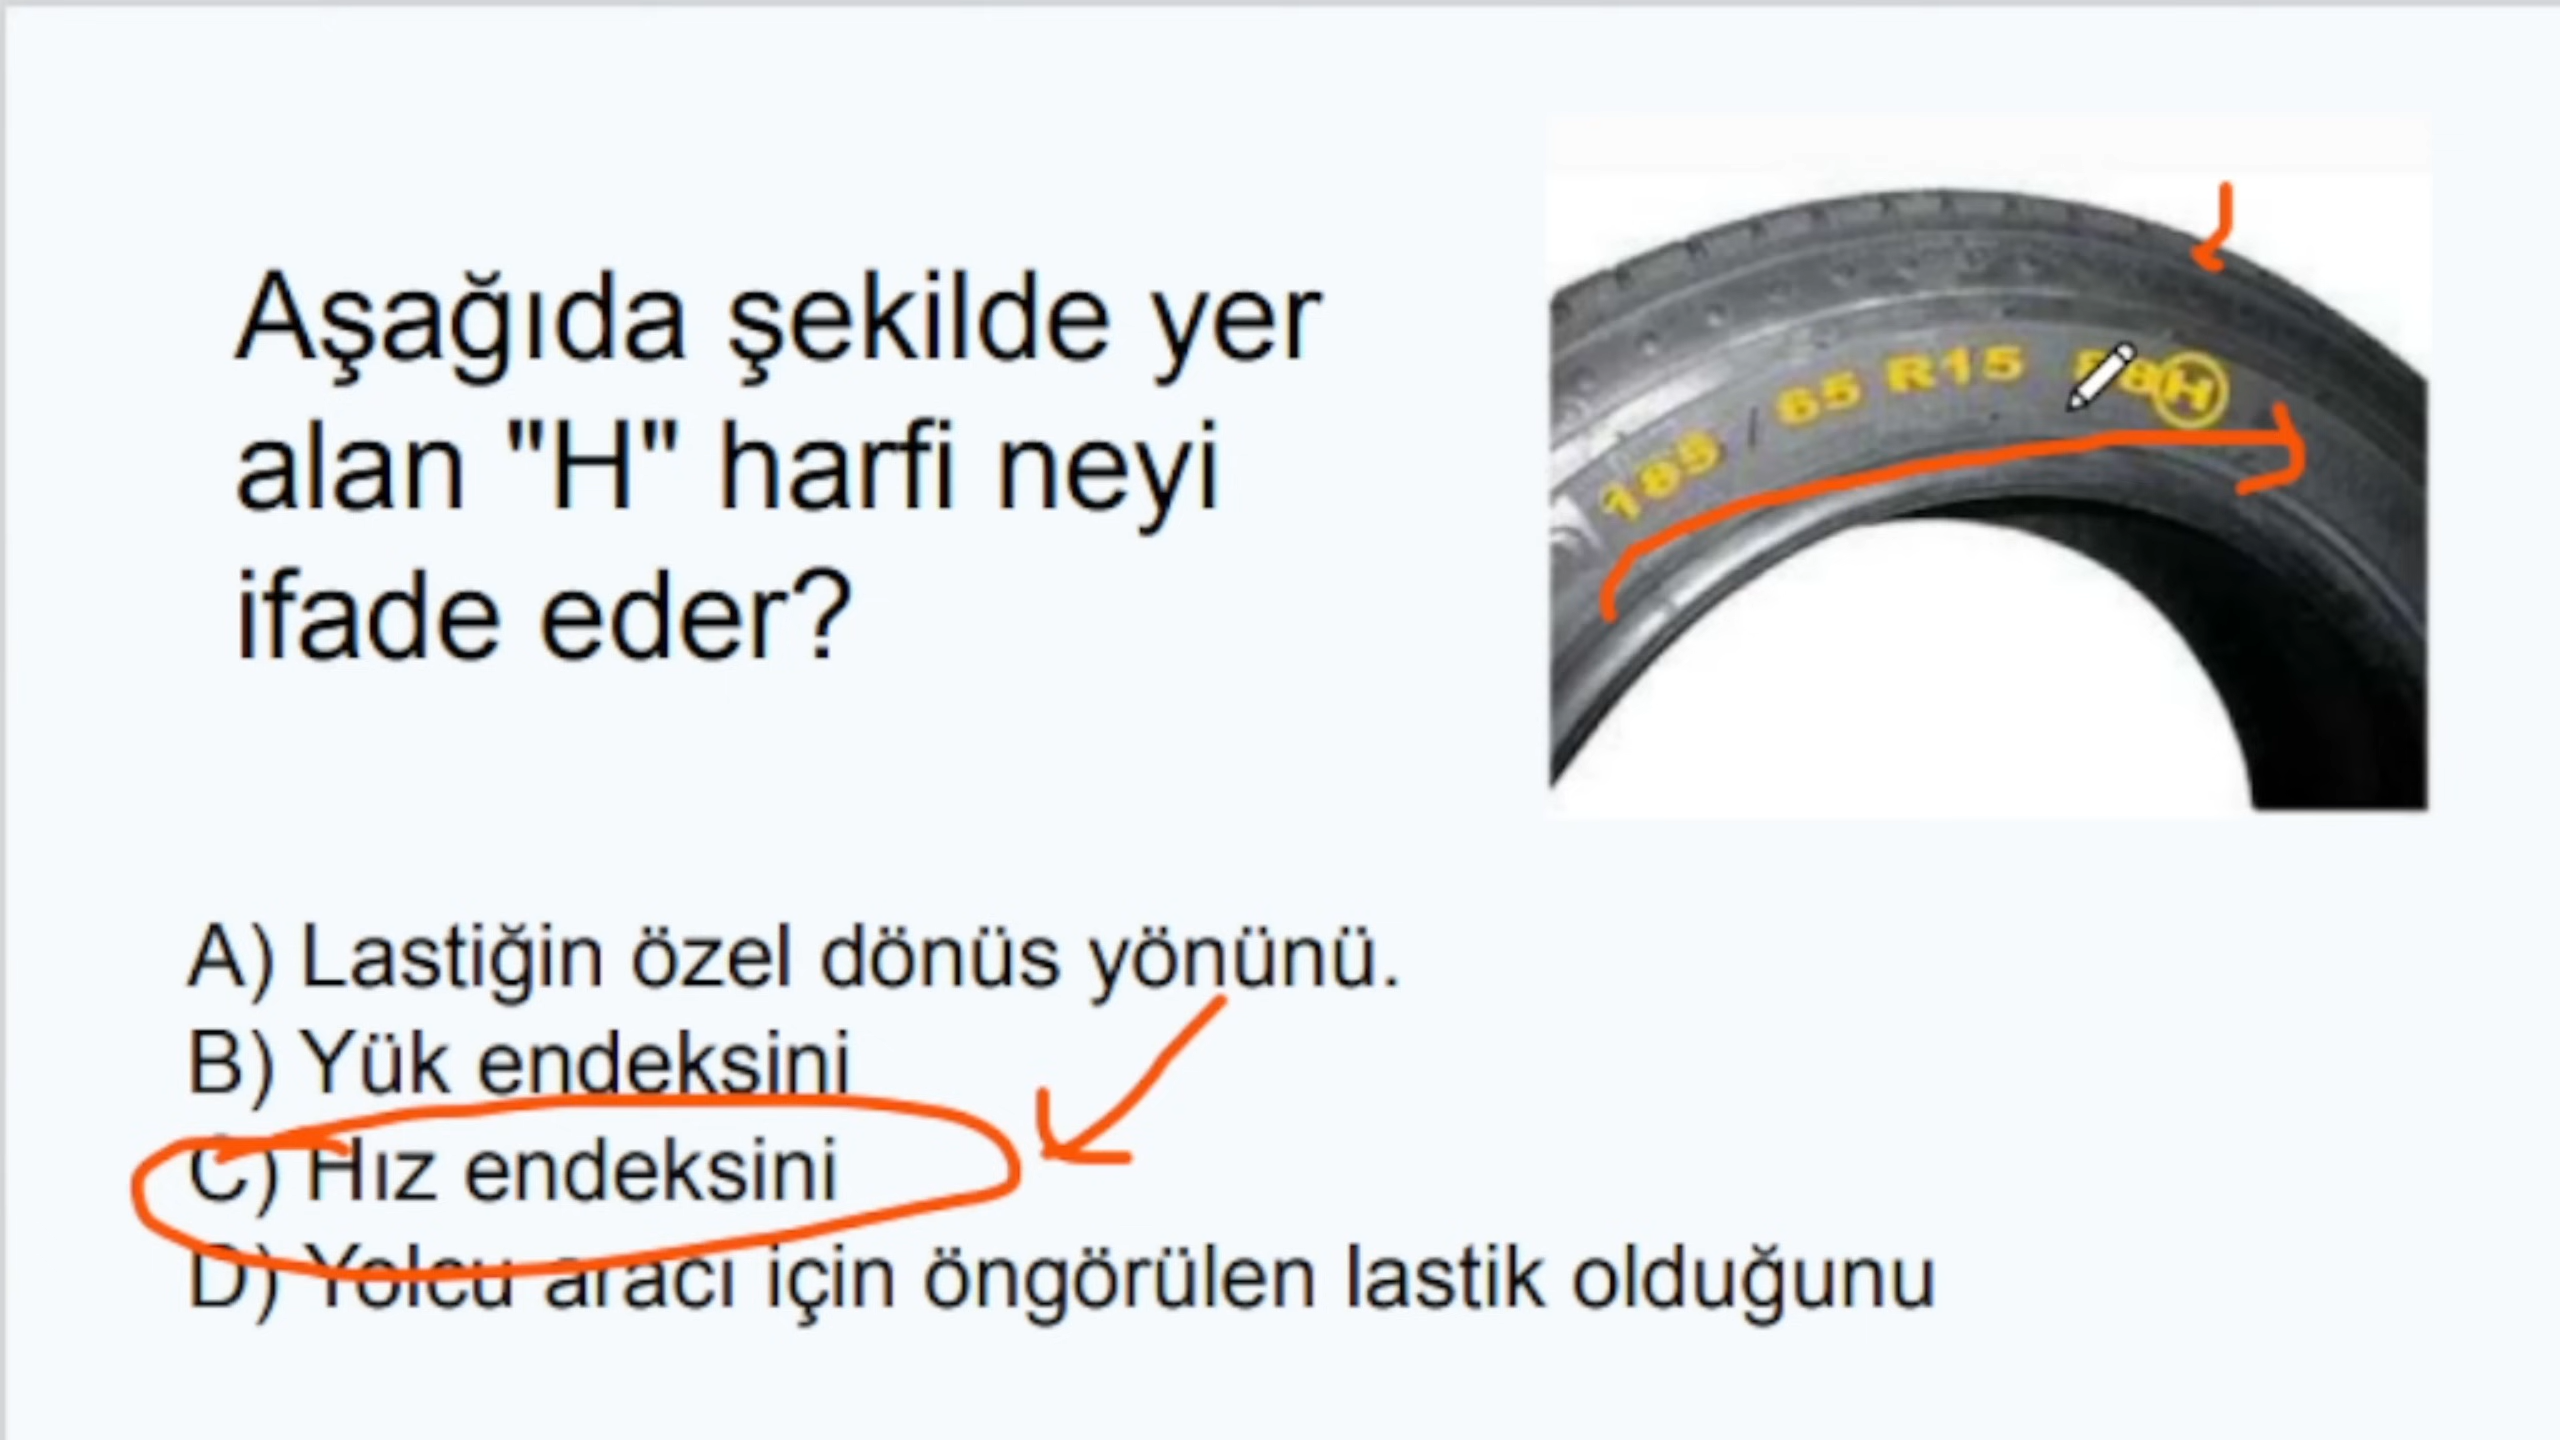 Aşağıda şekilde yer
alan "H" harfi neyi
ifade eder?
185 / 65 R15 88H
A) Lastiğin özel dönüs yönünü.
B) Yük endeksini
C) Hız endeksini
D) Yolcu aracı için öngörülen lastik olduğunu